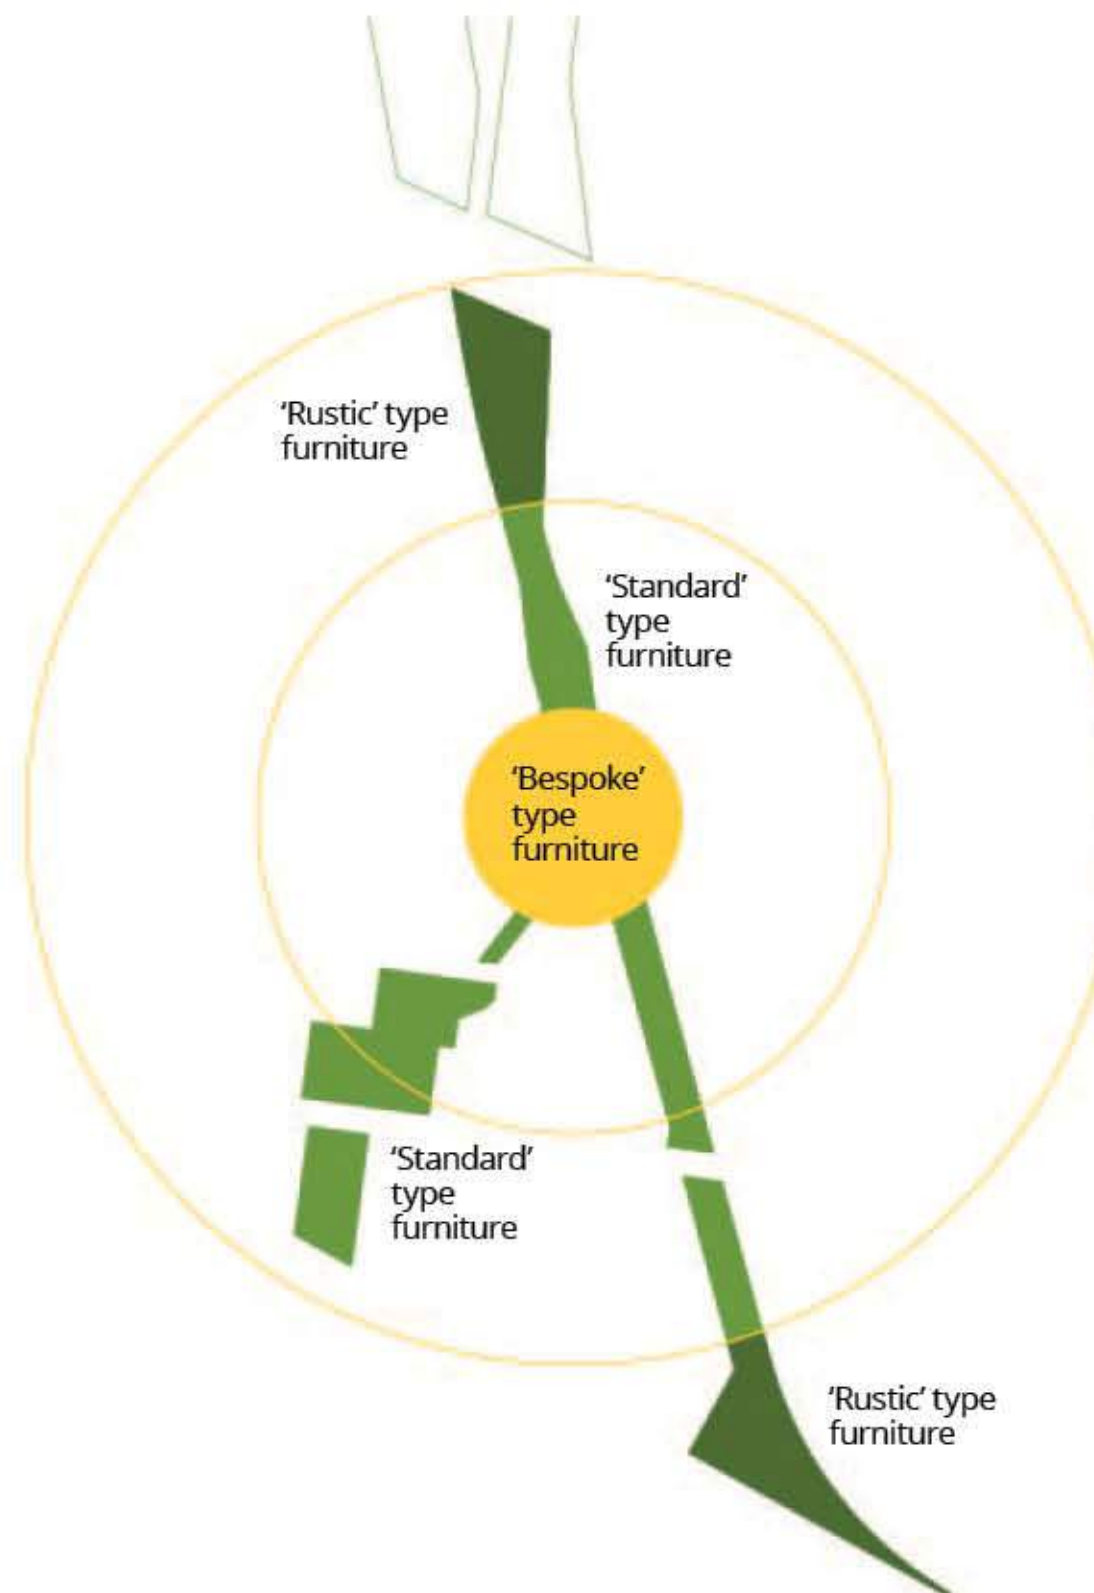 ‘Rustic’ type
furniture
‘Standard’
type
furniture
‘Bespoke’
type
furniture
‘Standard’
type
furniture
‘Rustic’ type
furniture